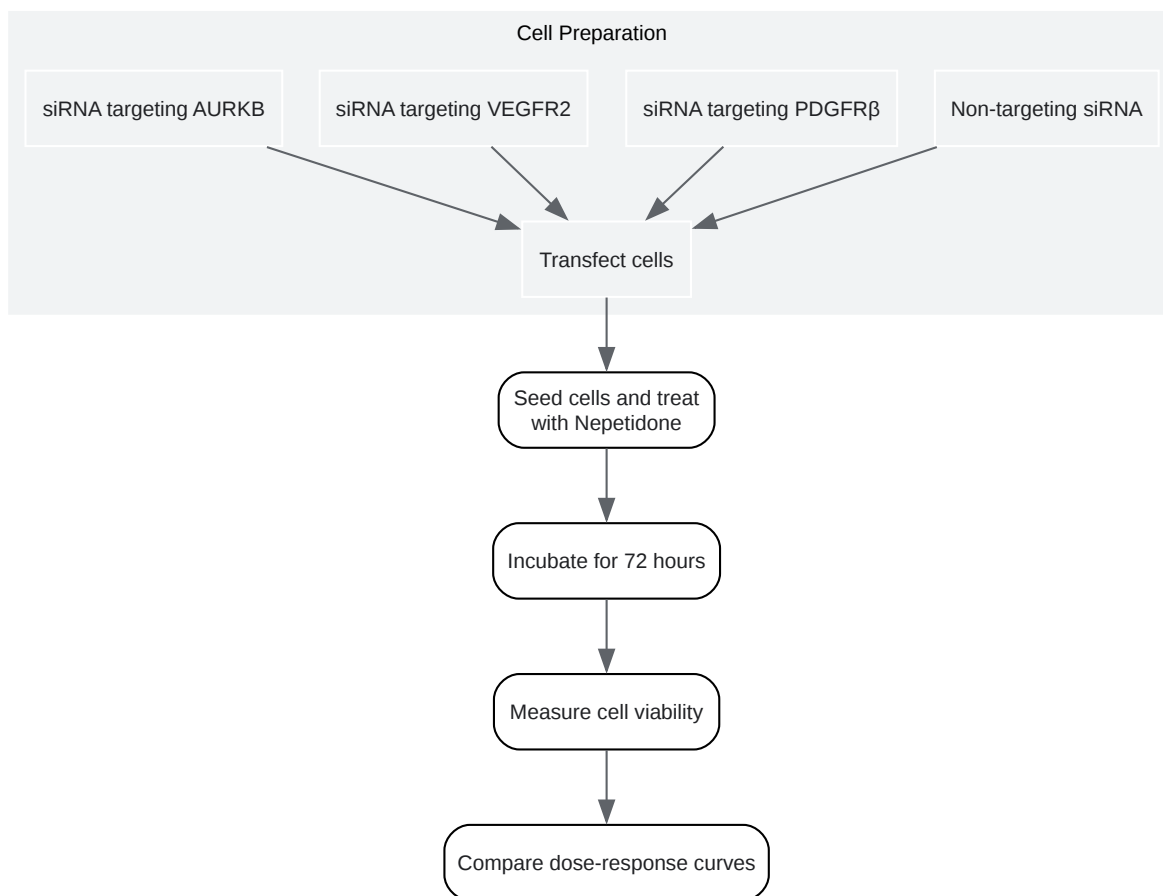 Cell Preparation
siRNA targeting AURKB
siRNA targeting VEGFR2
siRNA targeting PDGFRβ
Non-targeting siRNA
Transfect cells
Seed cells and treat
with Nepetidone
Incubate for 72 hours
Measure cell viability
Compare dose-response curves